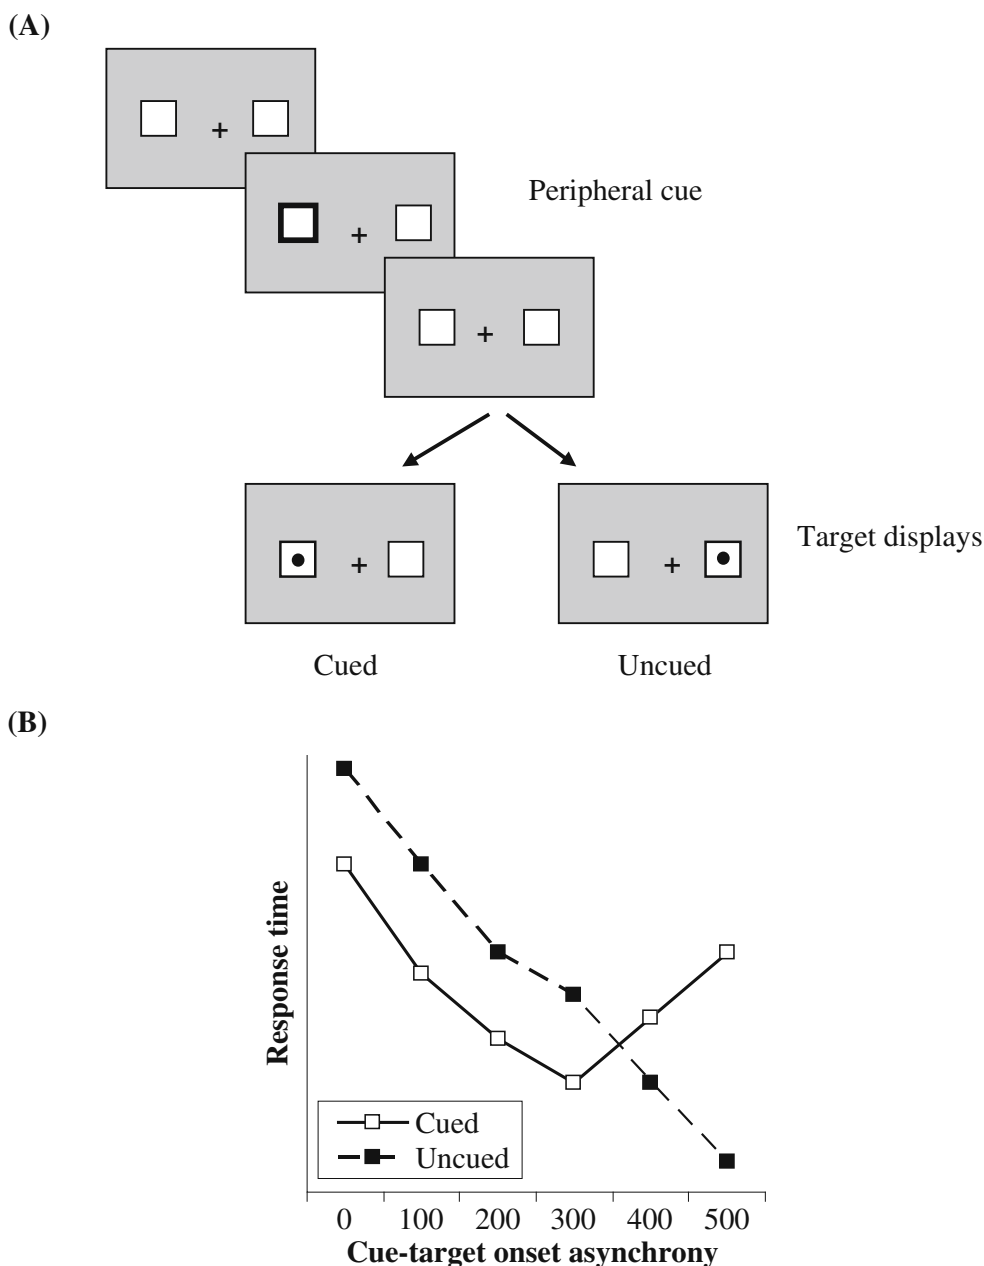 (A)
+
Peripheral cue
+
+
+
+
Target displays
Cued
Uncued
(B)
Response time
Cued
Uncued
0 100 200 300 400 500
Cue-target onset asynchrony